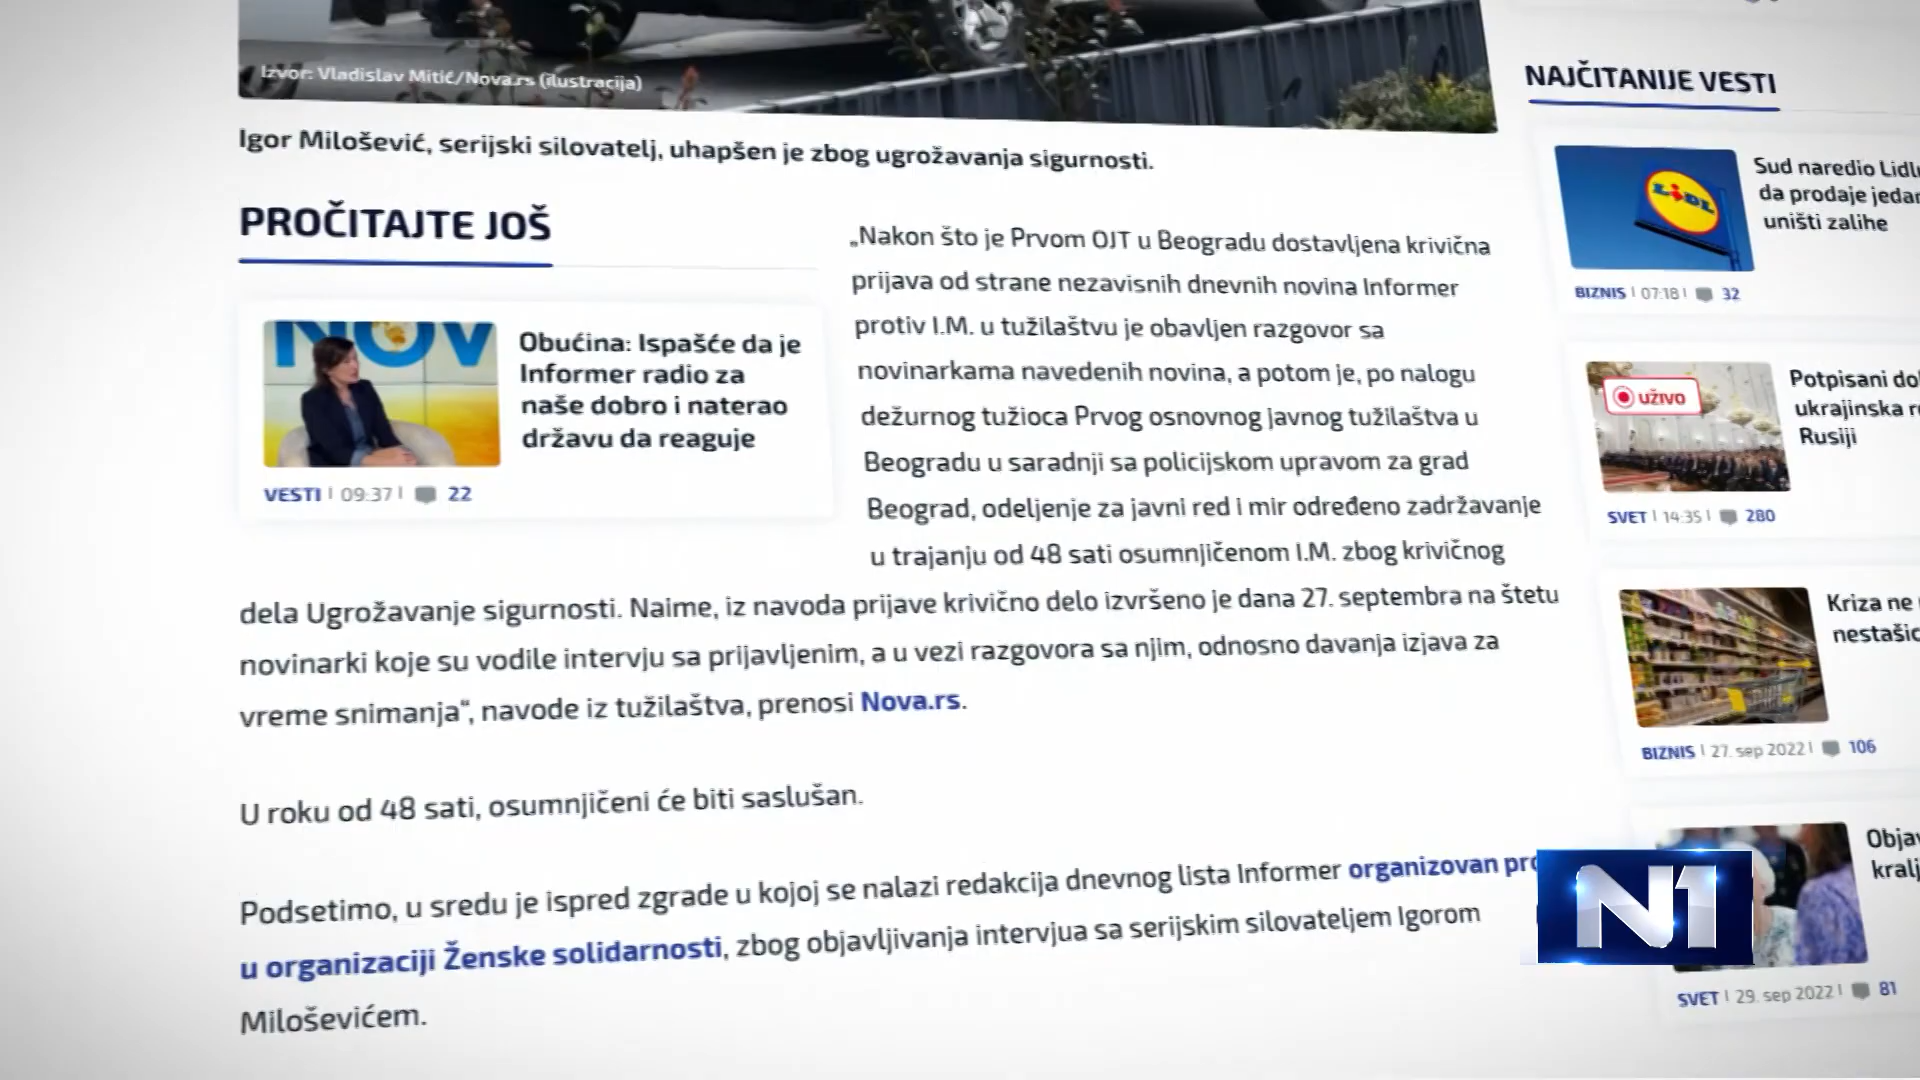 Izvor: Vladislav Mitić/Nova.rs (ilustracija)
Igor Milošević, serijski silovatelj, uhapšen je zbog ugrožavanja sigurnosti.
PROČITAJTE JOŠ
NOV
Obućina: Ispašće da je
Informer radio za
naše dobro i naterao
državu da reaguje
VESTI | 09:37 | 22
„Nakon što je Prvom OJT u Beogradu dostavljena krivična
prijava od strane nezavisnih dnevnih novina Informer
protiv I.M. u tužilaštvu je obavljen razgovor sa
novinarkama navedenih novina, a potom je, po nalogu
dežurnog tužioca Prvog osnovnog javnog tužilaštva u
Beogradu u saradnji sa policijskom upravom za grad
Beograd, odeljenje za javni red i mir određeno zadržavanje
u trajanju od 48 sati osumnjičenom I.M. zbog krivičnog
dela Ugrožavanje sigurnosti. Naime, iz navoda prijave krivično delo izvršeno je dana 27. septembra na štetu
novinarki koje su vodile intervju sa prijavljenim, a u vezi razgovora sa njim, odnosno davanja izjava za
vreme snimanja“, navode iz tužilaštva, prenosi Nova.rs.
U roku od 48 sati, osumnjičeni će biti saslušan.
Podsetimo, u sredu je ispred zgrade u kojoj se nalazi redakcija dnevnog lista Informer organizovan
u organizaciji Ženske solidarnosti, zbog objavljivanja intervjua sa serijskim silovateljem Igorom
Miloševićem.
NAJČITANIJE VESTI
LIDL
Sud naredio
da prodaje
uništi zalihe
BIZNIS | 07:18 | 32
UŽIVO
Potpisani
ukrajinska
Rusiji
SVET | 14:35 | 280
Kriza ne
BIZNIS | 27. sep 2022 | 106
SVET | 29. sep 2022 | 81
N1